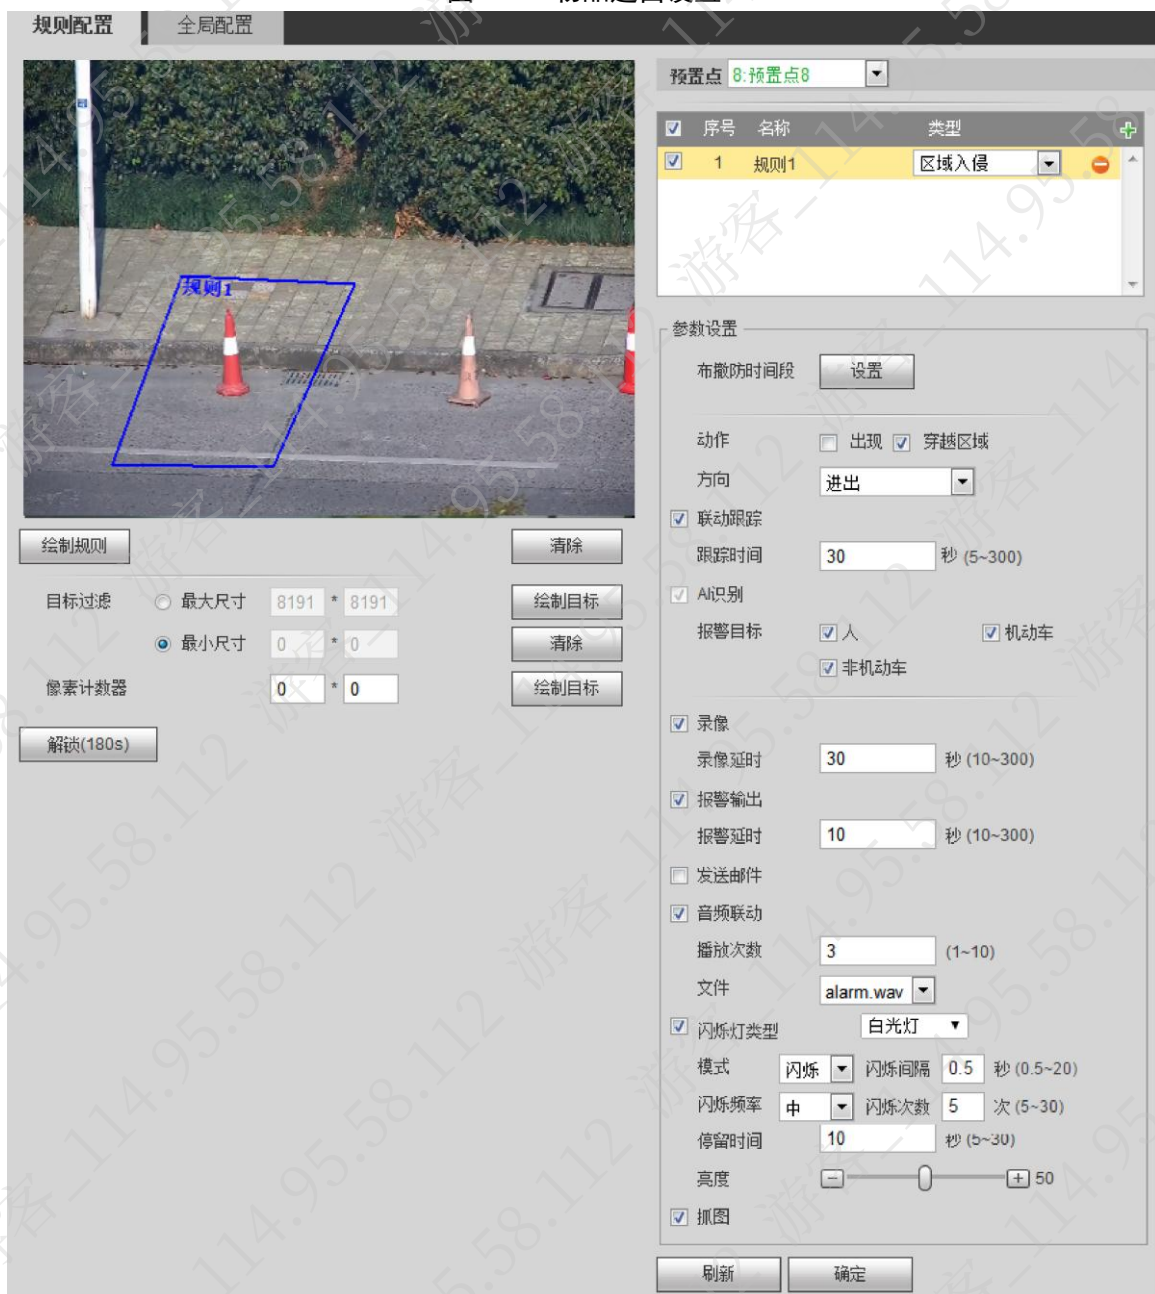 规则配置 全局配置
预置点 8:预置点8
序号 名称 类型
1 规则1 区域入侵
规则1
参数设置
布撤防时间段 设置
动作 出现 穿越区域
方向 进出
联动跟踪
跟踪时间 30 秒 (5~300)
AI识别
报警目标 人 机动车
非机动车
录像
录像延时 30 秒 (10~300)
报警输出
报警延时 10 秒 (10~300)
发送邮件
音频联动
播放次数 3 (1~10)
文件 alarm.wav
闪烁灯类型 白光灯
模式 闪烁 闪烁间隔 0.5 秒 (0.5~20)
闪烁频率 中 闪烁次数 5 次 (5~30)
停留时间 10 秒 (5~30)
亮度 50
抓图
刷新 确定
绘制规则 清除
目标过滤 最大尺寸 8191 * 8191 绘制目标
最小尺寸 0 * 0 清除
像素计数器 0 * 0 绘制目标
解锁(180s)
游客_114.95.58.112